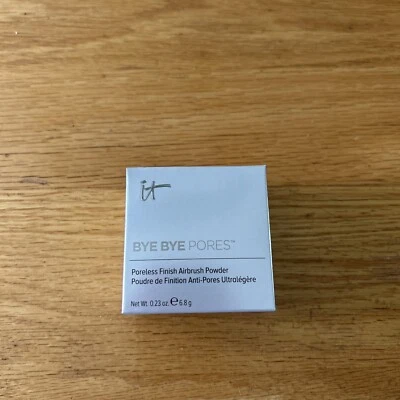 it
BYE BYE PORES™
Poreless Finish Airbrush Powder
Poudre de Finition Anti-Pores Ultralégère
Net Wt. 0.23 oz. ℮ 6.8 g